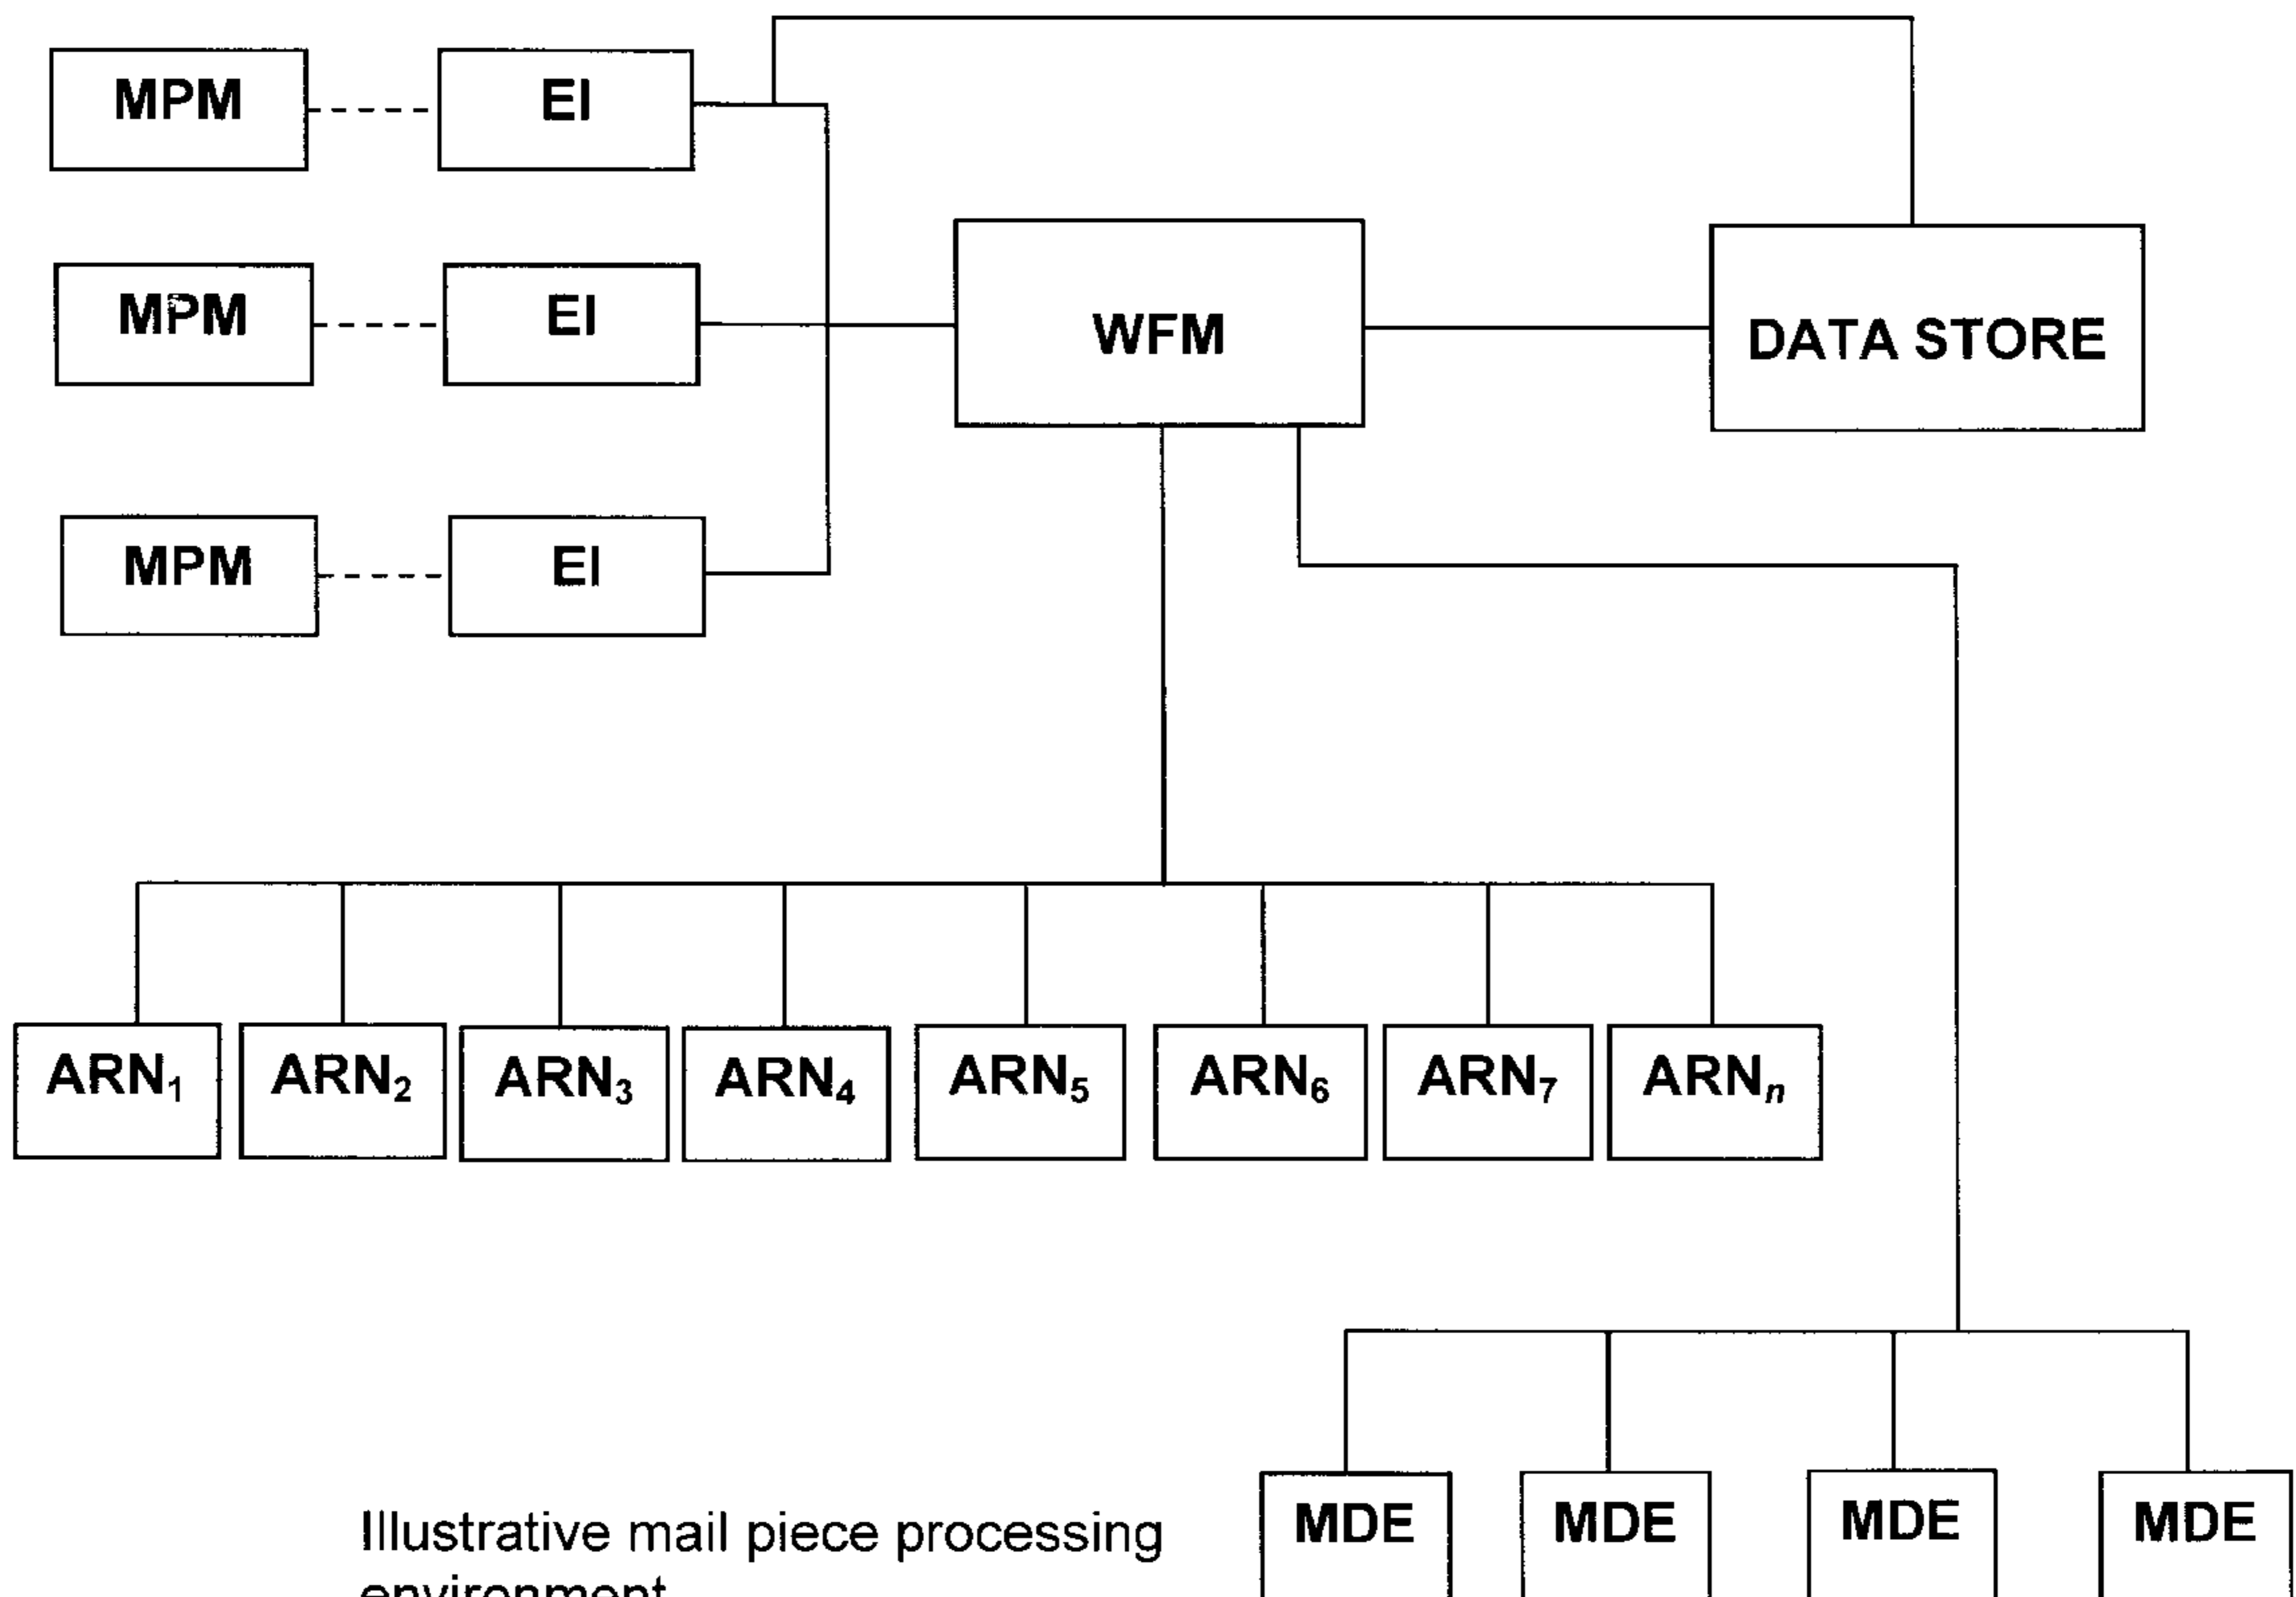 MPM EI
MPM EI WFM DATA STORE
MPM EI
ARN1 ARN2 ARN3 ARN4 ARN5 ARN6 ARN7 ARNn
MDE MDE MDE MDE
Illustrative mail piece processing
environment